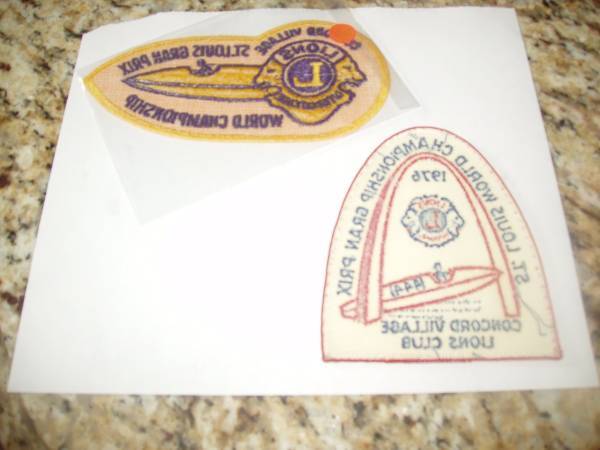 VILLAGE ST. LOUIS GRAN PRIX
LIONS
L
INTERNATIONAL
WORLD CHAMPIONSHIP
ST. LOUIS WORLD CHAMPIONSHIP GRAN PRIX
1976
LIONS
L
CONCORD VILLAGE
LIONS CLUB